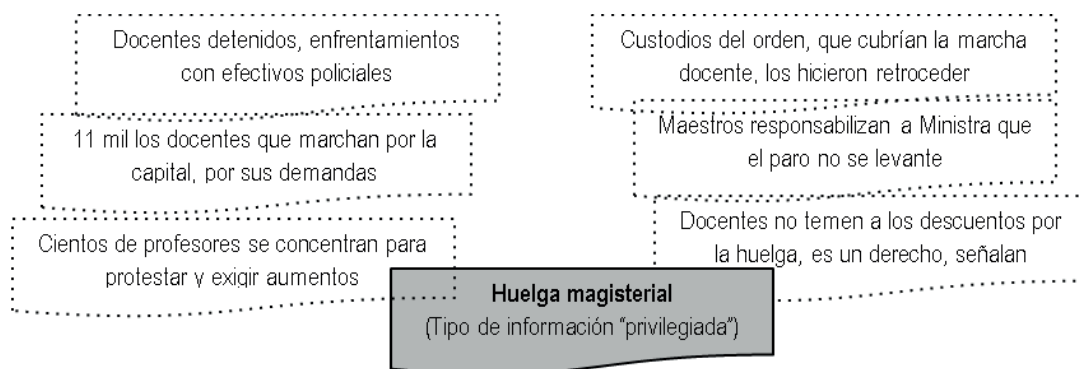 Docentes detenidos, enfrentamientos
con efectivos policiales
11 mil los docentes que marchan por la
capital, por sus demandas
Cientos de profesores se concentran para
protestar y exigir aumentos
Custodios del orden, que cubrían la marcha
docente, los hicieron retroceder
Maestros responsabilizan a Ministra que
el paro no se levante
Docentes no temen a los descuentos por
la huelga, es un derecho, señalan
Huelga magisterial
(Tipo de información “privilegiada”)